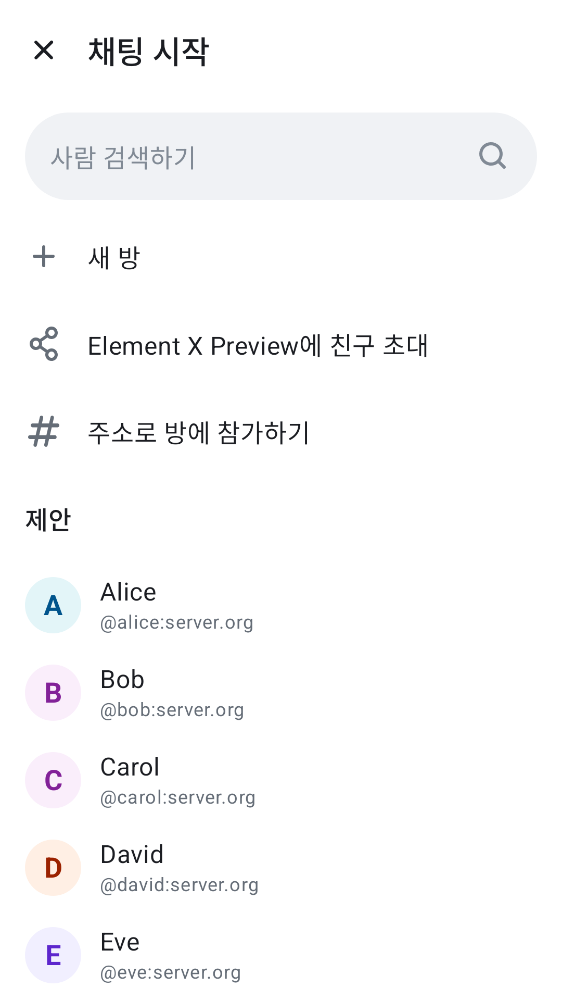 채팅 시작
사람 검색하기
새 방
Element X Preview에 친구 초대
주소로 방에 참가하기
제안
A
Alice
@alice:server.org
B
Bob
@bob:server.org
C
Carol
@carol:server.org
D
David
@david:server.org
E
Eve
@eve:server.org